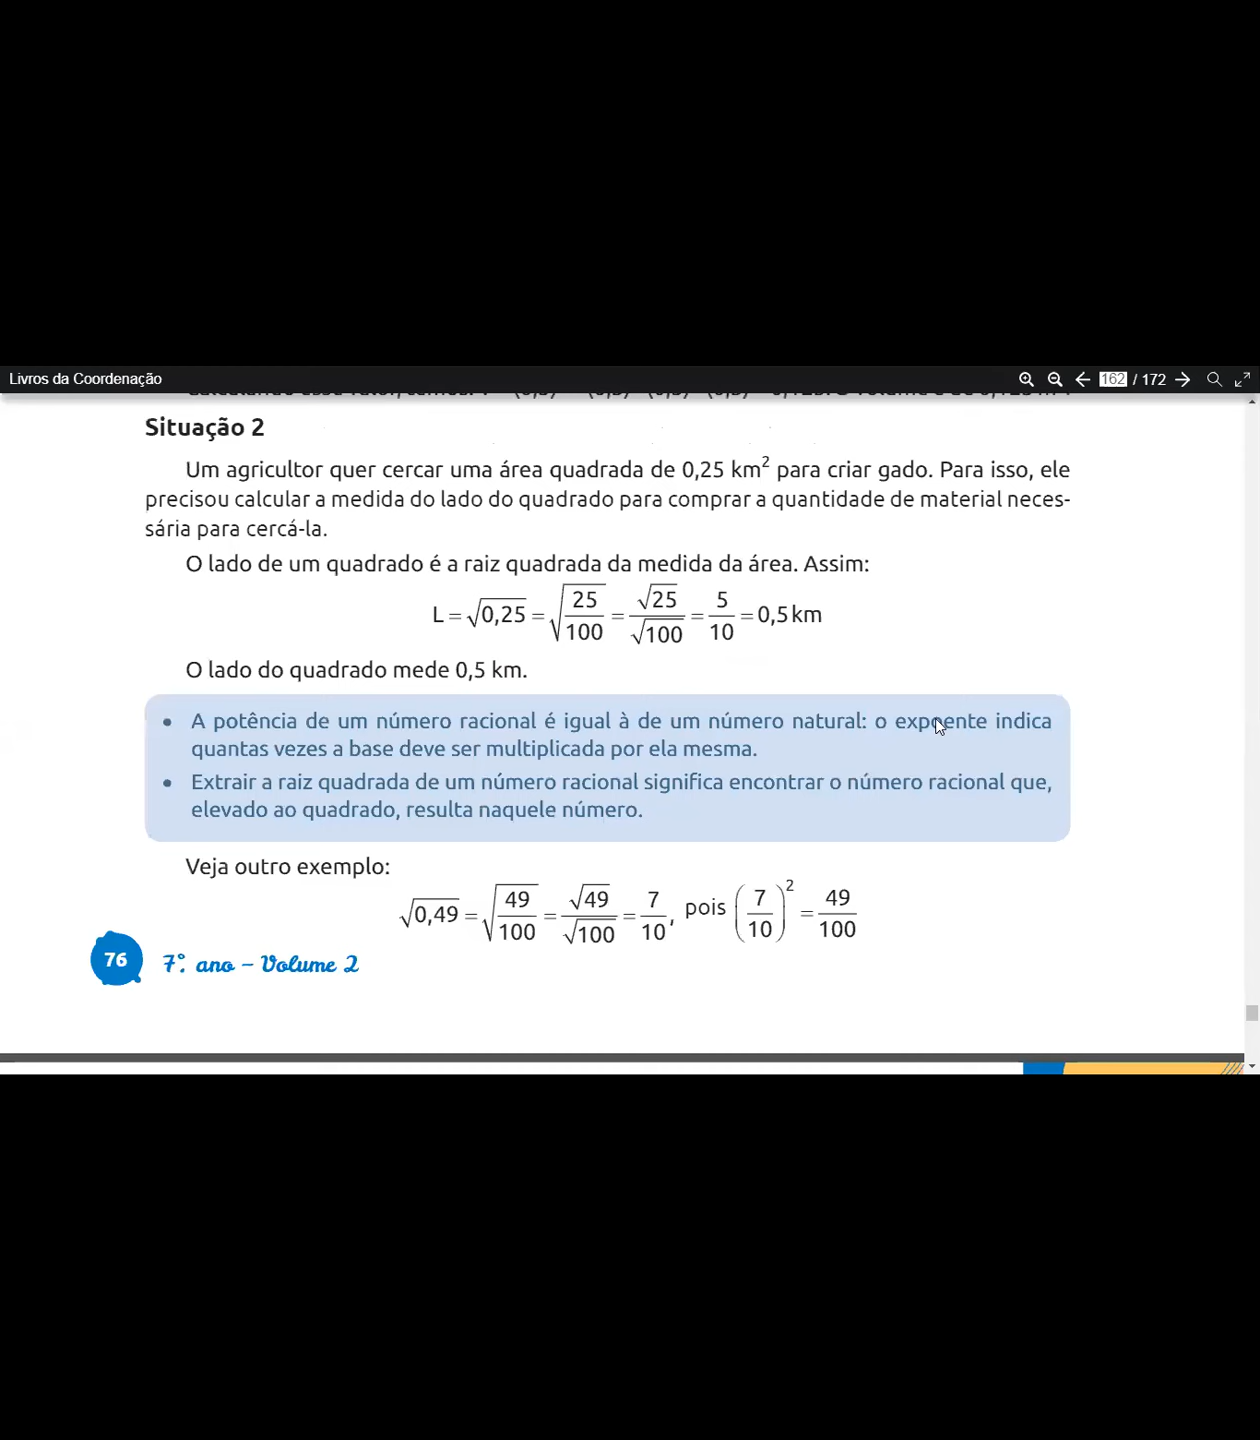 Livros da Coordenação 162 / 172
Situação 2
Um agricultor quer cercar uma área quadrada de 0,25 km² para criar gado. Para isso, ele
precisou calcular a medida do lado do quadrado para comprar a quantidade de material neces-
sária para cercá-la.
O lado de um quadrado é a raiz quadrada da medida da área. Assim:
L = √0,25 = √(25/100) = √25/√100 = 5/10 = 0,5 km
O lado do quadrado mede 0,5 km.
• A potência de um número racional é igual à de um número natural: o expoente indica
quantas vezes a base deve ser multiplicada por ela mesma.
• Extrair a raiz quadrada de um número racional significa encontrar o número racional que,
elevado ao quadrado, resulta naquele número.
Veja outro exemplo:
√0,49 = √(49/100) = √49/√100 = 7/10, pois (7/10)² = 49/100
76 7º. ano – Volume 2